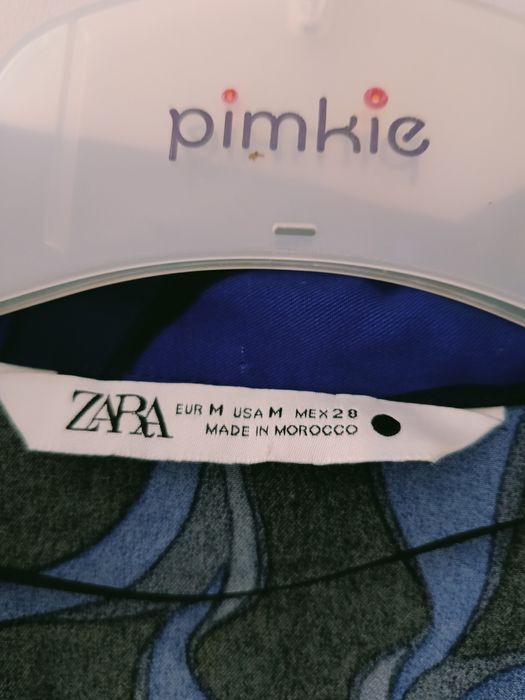 pimkie
ZARA EUR M USA M MEX 28
MADE IN MOROCCO